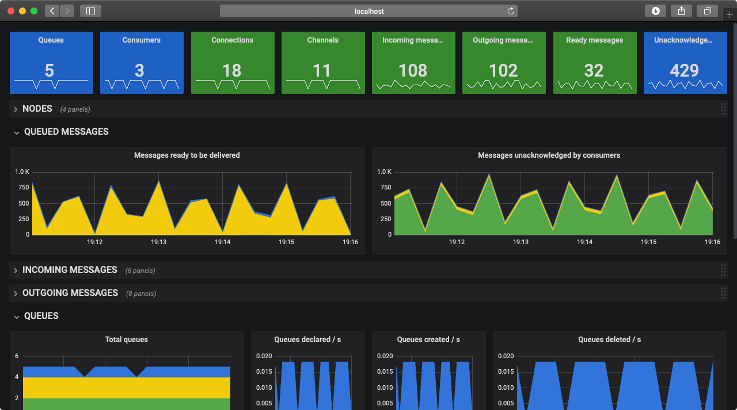 localhost
Queues
Consumers
Connections
Channels
Incoming messa...
Outgoing messa...
Ready messages
Unacknowledge...
5
3
18
11
108
102
32
429
NODES (4 panels)
QUEUED MESSAGES
Messages ready to be delivered
1.0 K
750
500
250
0
19:12
19:13
19:14
19:15
19:16
Messages unacknowledged by consumers
1.0 K
750
500
250
0
19:12
19:13
19:14
19:15
19:16
INCOMING MESSAGES (6 panels)
OUTGOING MESSAGES (8 panels)
QUEUES
Total queues
6
4
2
Queues declared / s
0.020
0.015
0.010
0.005
Queues created / s
0.020
0.015
0.010
0.005
Queues deleted / s
0.020
0.015
0.010
0.005